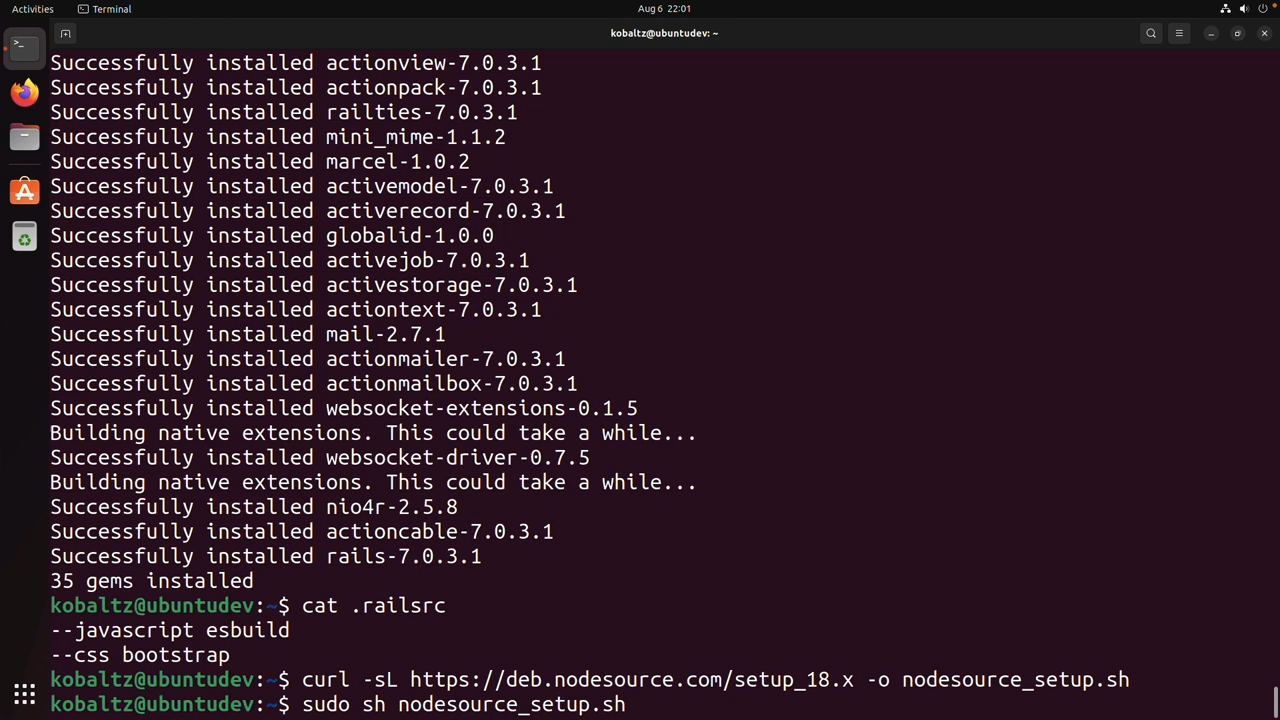 Activities
Terminal
Aug 6 22:01
kobaltz@ubuntudev: ~
Successfully installed actionview-7.0.3.1
Successfully installed actionpack-7.0.3.1
Successfully installed railties-7.0.3.1
Successfully installed mini_mime-1.1.2
Successfully installed marcel-1.0.2
Successfully installed activemodel-7.0.3.1
Successfully installed activerecord-7.0.3.1
Successfully installed globalid-1.0.0
Successfully installed activejob-7.0.3.1
Successfully installed activestorage-7.0.3.1
Successfully installed actiontext-7.0.3.1
Successfully installed mail-2.7.1
Successfully installed actionmailer-7.0.3.1
Successfully installed actionmailbox-7.0.3.1
Successfully installed websocket-extensions-0.1.5
Building native extensions. This could take a while...
Successfully installed websocket-driver-0.7.5
Building native extensions. This could take a while...
Successfully installed nio4r-2.5.8
Successfully installed actioncable-7.0.3.1
Successfully installed rails-7.0.3.1
35 gems installed
kobaltz@ubuntudev:~$ cat .railsrc
--javascript esbuild
--css bootstrap
kobaltz@ubuntudev:~$ curl -sL https://deb.nodesource.com/setup_18.x -o nodesource_setup.sh
kobaltz@ubuntudev:~$ sudo sh nodesource_setup.sh